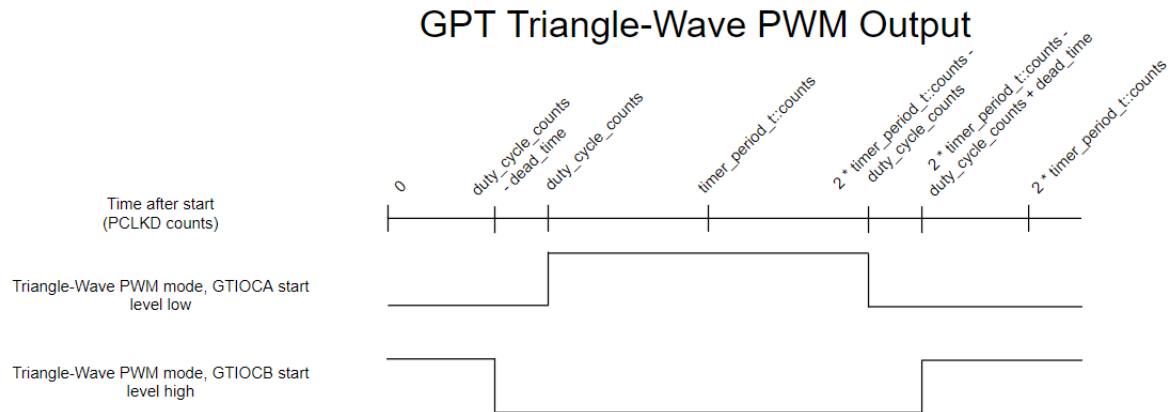 GPT Triangle-Wave PWM Output
0
duty_cycle_counts
- dead_time
duty_cycle_counts
timer_period_t::counts
2 * timer_period_t::counts -
duty_cycle_counts
2 * timer_period_t::counts -
duty_cycle_counts + dead_time
2 * timer_period_t::counts
Time after start
(PCLKD counts)
Triangle-Wave PWM mode, GTIOCA start
level low
Triangle-Wave PWM mode, GTIOCB start
level high